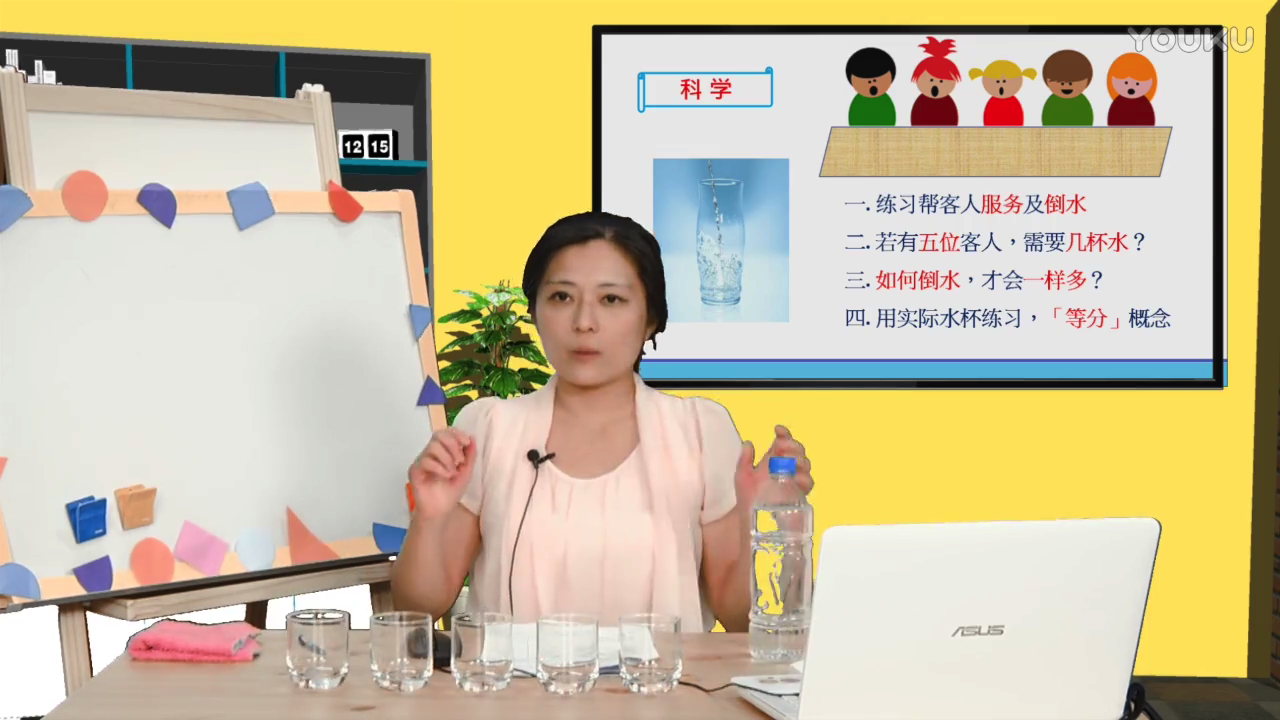 YOUKU
科学
12 15
一. 练习帮客人服务及倒水
二. 若有五位客人，需要几杯水？
三. 如何倒水，才会一样多？
四. 用实际水杯练习，「等分」概念
ASUS